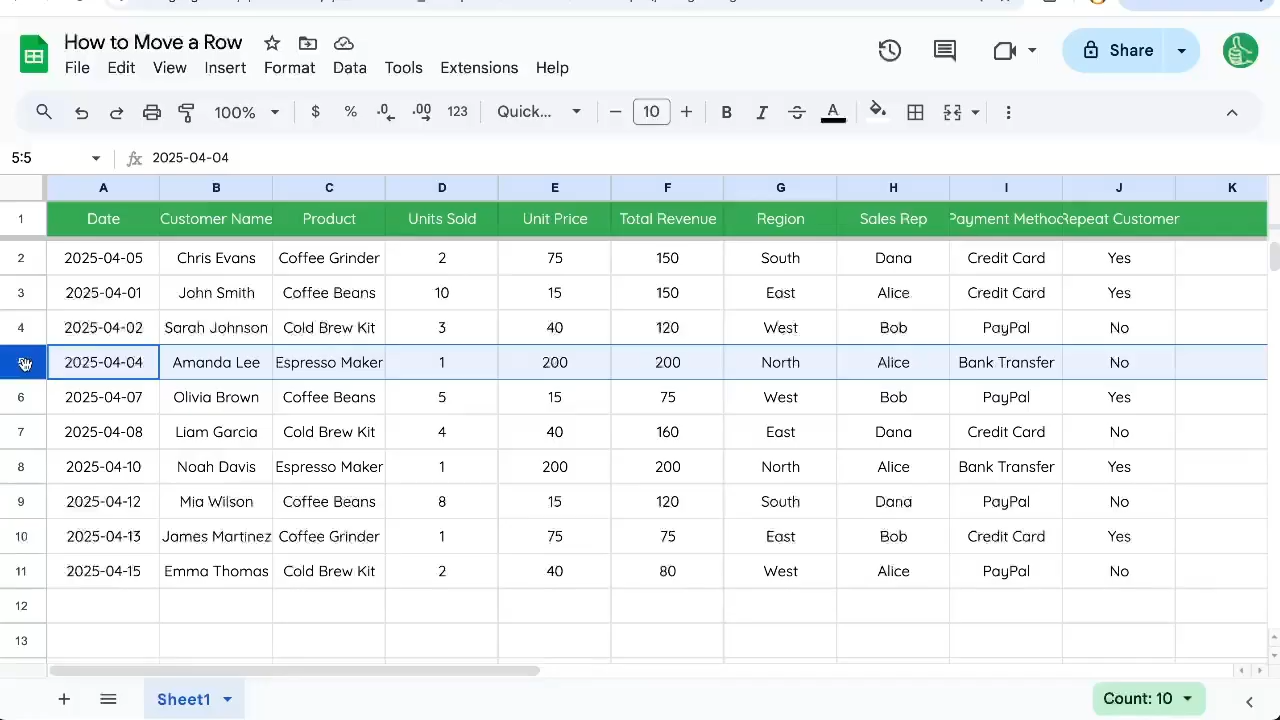 How to Move a Row
File Edit View Insert Format Data Tools Extensions Help
Share
100% $ % .0 .00 123 Quick... 10 B I A
5:5 fx 2025-04-04
A B C D E F G H I J K
1 Date Customer Name Product Units Sold Unit Price Total Revenue Region Sales Rep Payment Method Repeat Customer
2 2025-04-05 Chris Evans Coffee Grinder 2 75 150 South Dana Credit Card Yes
3 2025-04-01 John Smith Coffee Beans 10 15 150 East Alice Credit Card Yes
4 2025-04-02 Sarah Johnson Cold Brew Kit 3 40 120 West Bob PayPal No
2025-04-04 Amanda Lee Espresso Maker 1 200 200 North Alice Bank Transfer No
6 2025-04-07 Olivia Brown Coffee Beans 5 15 75 West Bob PayPal Yes
7 2025-04-08 Liam Garcia Cold Brew Kit 4 40 160 East Dana Credit Card No
8 2025-04-10 Noah Davis Espresso Maker 1 200 200 North Alice Bank Transfer Yes
9 2025-04-12 Mia Wilson Coffee Beans 8 15 120 South Dana PayPal No
10 2025-04-13 James Martinez Coffee Grinder 1 75 75 East Bob Credit Card Yes
11 2025-04-15 Emma Thomas Cold Brew Kit 2 40 80 West Alice PayPal No
12
13
Sheet1 Count: 10